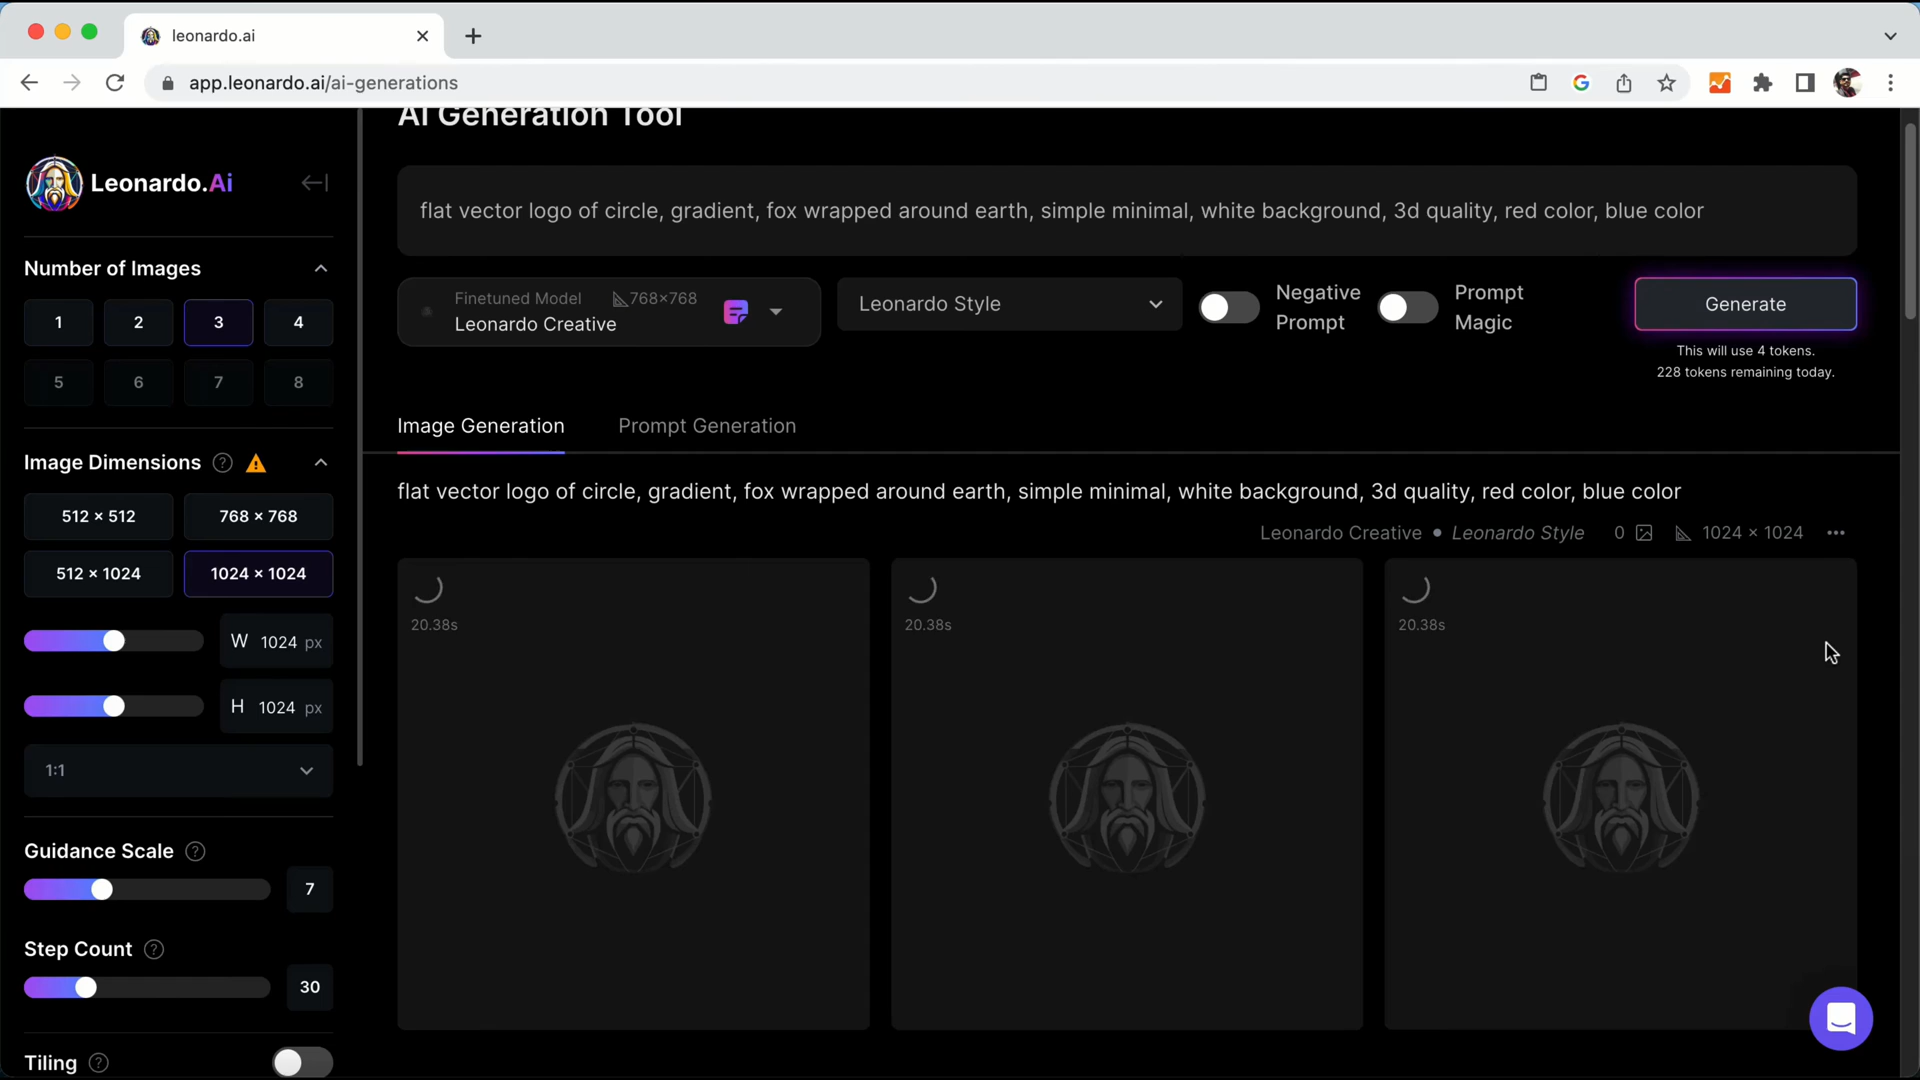 leonardo.ai
app.leonardo.ai/ai-generations
AI Generation Tool
Leonardo.Ai
flat vector logo of circle, gradient, fox wrapped around earth, simple minimal, white background, 3d quality, red color, blue color
Number of Images
1 2 3 4
5 6 7 8
Finetuned Model 768×768
Leonardo Creative
Leonardo Style
Negative
Prompt
Prompt
Magic
Generate
This will use 4 tokens.
228 tokens remaining today.
Image Generation Prompt Generation
Image Dimensions ?
512 × 512 768 × 768
512 × 1024 1024 × 1024
W 1024 px
H 1024 px
1:1
Guidance Scale ?
7
Step Count ?
30
Tiling ?
flat vector logo of circle, gradient, fox wrapped around earth, simple minimal, white background, 3d quality, red color, blue color
Leonardo Creative • Leonardo Style 0 1024 × 1024
20.38s 20.38s 20.38s